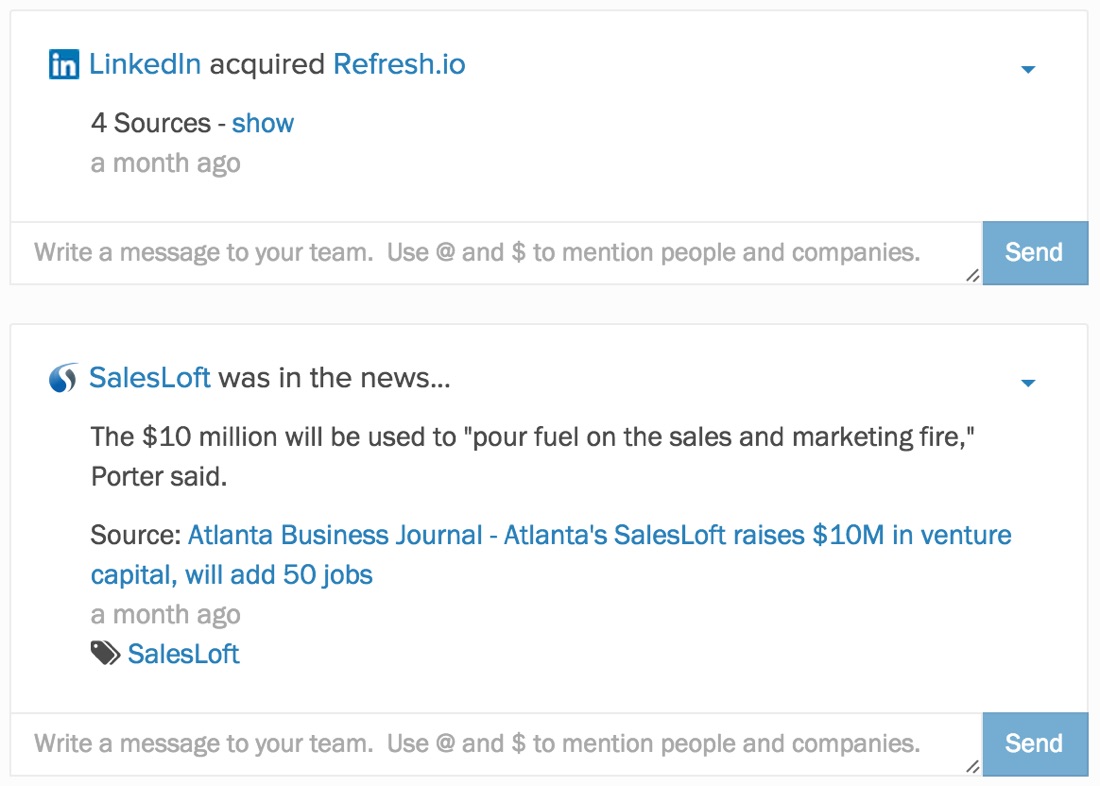 in LinkedIn acquired Refresh.io
4 Sources - show
a month ago
Write a message to your team.  Use @ and $ to mention people and companies.
Send
SalesLoft was in the news...
The $10 million will be used to "pour fuel on the sales and marketing fire,"
Porter said.
Source: Atlanta Business Journal - Atlanta's SalesLoft raises $10M in venture
capital, will add 50 jobs
a month ago
SalesLoft
Write a message to your team.  Use @ and $ to mention people and companies.
Send